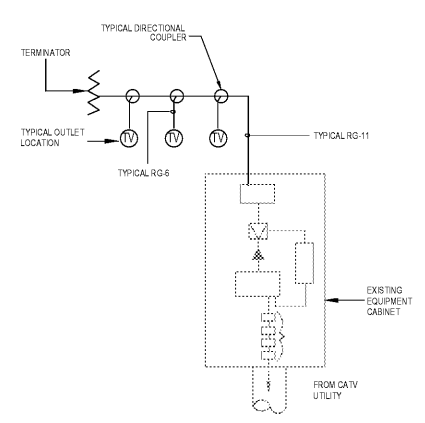 TYPICAL DIRECTIONAL
COUPLER
TERMINATOR
TYPICAL OUTLET
LOCATION
TV
TV
TV
TYPICAL RG-6
TYPICAL RG-11
EXISTING
EQUIPMENT
CABINET
FROM CATV
UTILITY